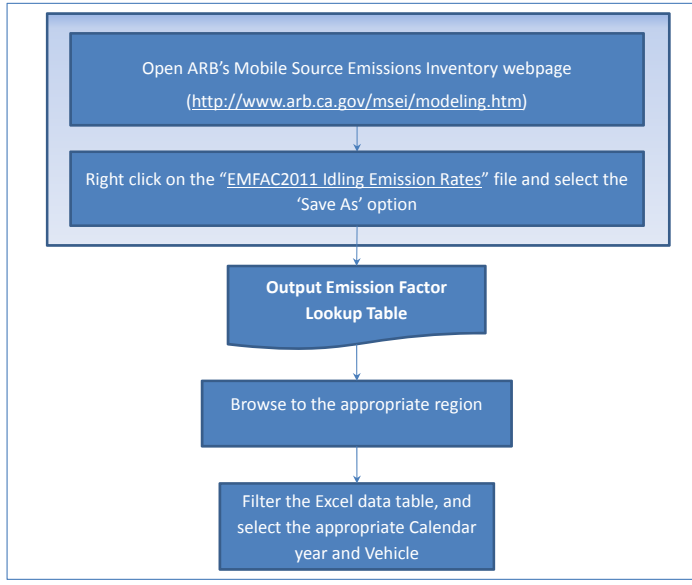 Open ARB’s Mobile Source Emissions Inventory webpage
(http://www.arb.ca.gov/msei/modeling.htm)
Right click on the “EMFAC2011 Idling Emission Rates” file and select the
‘Save As’ option
Output Emission Factor
Lookup Table
Browse to the appropriate region
Filter the Excel data table, and
select the appropriate Calendar
year and Vehicle